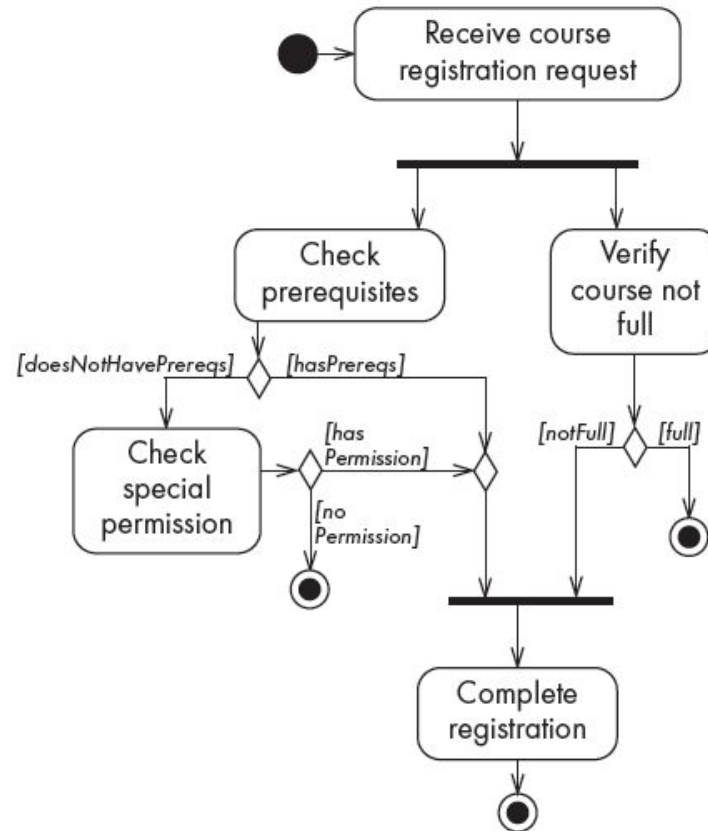 Receive course
registration request
Check
prerequisites
Verify
course not
full
[doesNotHavePrereqs]
[hasPrereqs]
[notFull]
[full]
Check
special
permission
[has
Permission]
[no
Permission]
Complete
registration